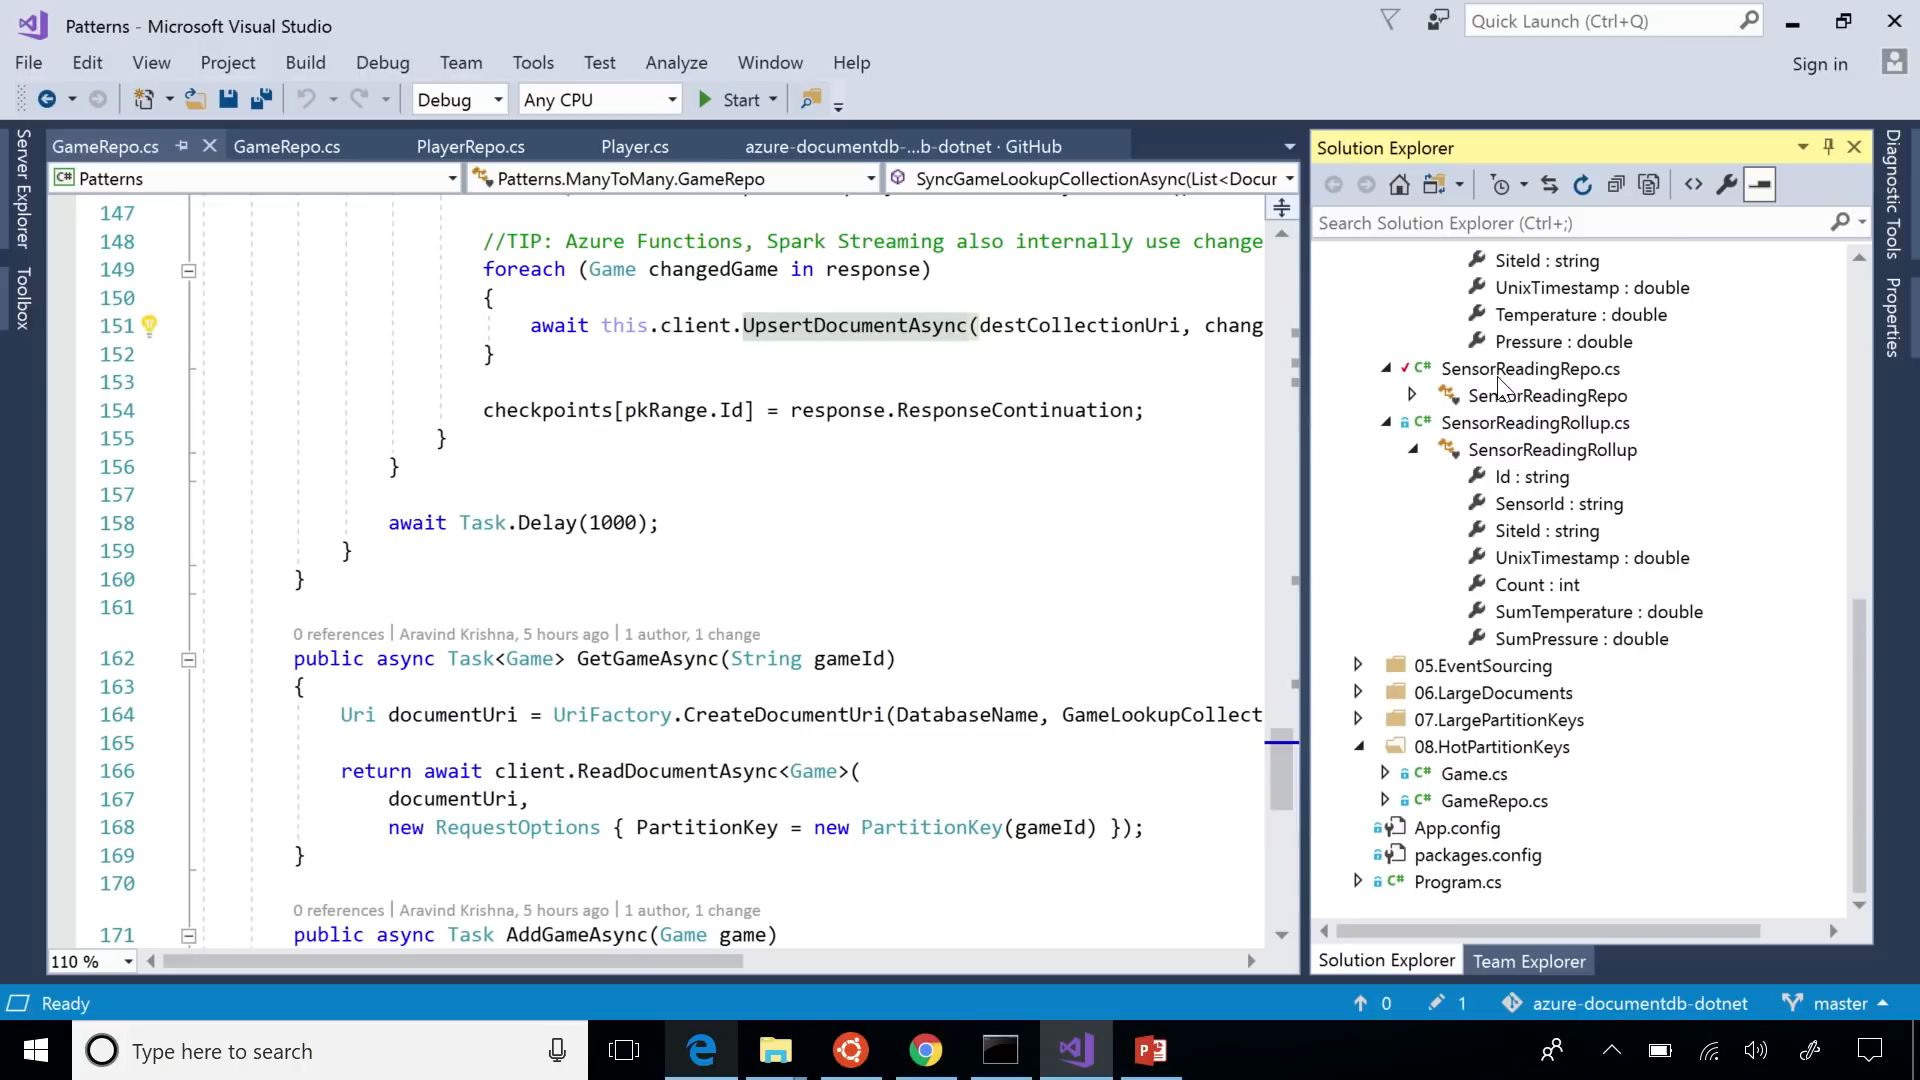 Patterns - Microsoft Visual Studio
Quick Launch (Ctrl+Q)
File Edit View Project Build Debug Team Tools Test Analyze Window Help
Sign in
Debug Any CPU Start
Server Explorer
Toolbox
GameRepo.cs GameRepo.cs PlayerRepo.cs Player.cs azure-documentdb-...b-dotnet · GitHub
C# Patterns Patterns.ManyToMany.GameRepo SyncGameLookupCollectionAsync(List<Docur
147
148 //TIP: Azure Functions, Spark Streaming also internally use change
149 foreach (Game changedGame in response)
150 {
151 await this.client.UpsertDocumentAsync(destCollectionUri, chang
152 }
153
154 checkpoints[pkRange.Id] = response.ResponseContinuation;
155 }
156 }
157
158 await Task.Delay(1000);
159 }
160 }
161
0 references | Aravind Krishna, 5 hours ago | 1 author, 1 change
162 public async Task<Game> GetGameAsync(String gameId)
163 {
164 Uri documentUri = UriFactory.CreateDocumentUri(DatabaseName, GameLookupCollect
165
166 return await client.ReadDocumentAsync<Game>(
167 documentUri,
168 new RequestOptions { PartitionKey = new PartitionKey(gameId) });
169 }
170
0 references | Aravind Krishna, 5 hours ago | 1 author, 1 change
171 public async Task AddGameAsync(Game game)
110 %
Solution Explorer
Search Solution Explorer (Ctrl+;)
SiteId : string
UnixTimestamp : double
Temperature : double
Pressure : double
C# SensorReadingRepo.cs
SensorReadingRepo
C# SensorReadingRollup.cs
SensorReadingRollup
Id : string
SensorId : string
SiteId : string
UnixTimestamp : double
Count : int
SumTemperature : double
SumPressure : double
05.EventSourcing
06.LargeDocuments
07.LargePartitionKeys
08.HotPartitionKeys
C# Game.cs
C# GameRepo.cs
App.config
packages.config
C# Program.cs
Solution Explorer Team Explorer
Diagnostic Tools
Properties
Ready 0 1 azure-documentdb-dotnet master
Type here to search